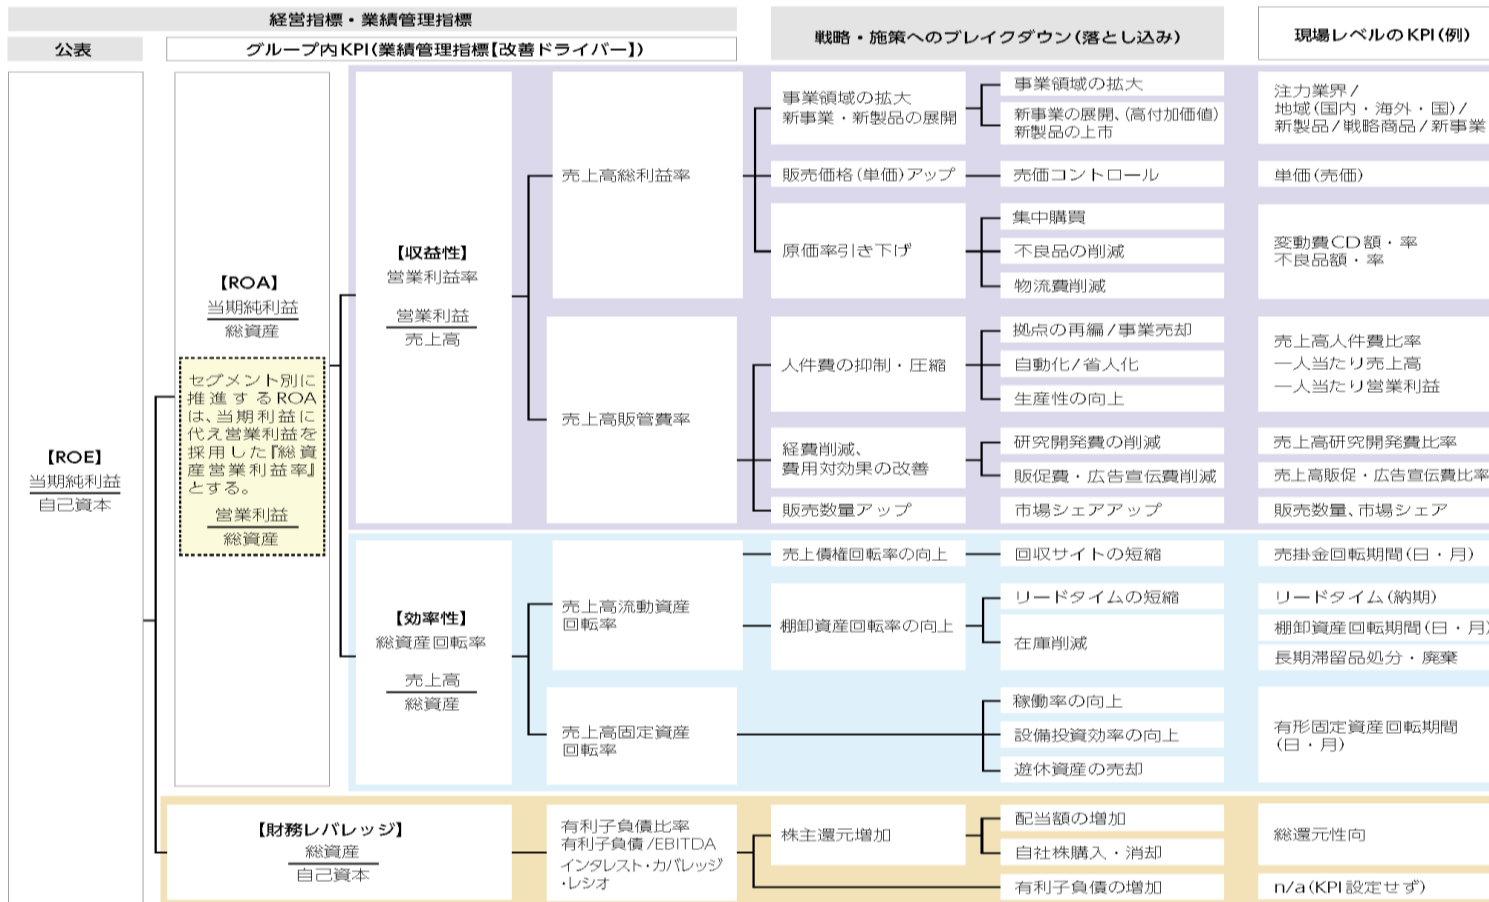 経営指標・業績管理指標
公表
グループ内KPI(業績管理指標【改善ドライバー】)
戦略・施策へのブレイクダウン(落とし込み)
現場レベルのKPI(例)
【ROE】
当期純利益
自己資本
【ROA】
当期純利益
総資産
セグメント別に
推進するROA
は、当期利益に
代え営業利益を
採用した『総資
産営業利益率』
とする。
営業利益
総資産
【収益性】
営業利益率
営業利益
売上高
売上高総利益率
事業領域の拡大
新事業・新製品の展開
事業領域の拡大
新事業の展開、(高付加価値)
新製品の上市
注力業界/
地域(国内・海外・国)/
新製品/戦略商品/新事業
販売価格(単価)アップ
売価コントロール
単価(売価)
原価率引き下げ
集中購買
不良品の削減
物流費削減
変動費CD額・率
不良品額・率
売上高販管費率
人件費の抑制・圧縮
拠点の再編/事業売却
自動化/省人化
生産性の向上
売上高人件費比率
一人当たり売上高
一人当たり営業利益
経費削減、
費用対効果の改善
研究開発費の削減
売上高研究開発費比率
販促費・広告宣伝費削減
売上高販促・広告宣伝費比率
販売数量アップ
市場シェアアップ
販売数量、市場シェア
【効率性】
総資産回転率
売上高
総資産
売上高流動資産
回転率
売上債権回転率の向上
回収サイトの短縮
売掛金回転期間(日・月)
棚卸資産回転率の向上
リードタイムの短縮
リードタイム(納期)
在庫削減
棚卸資産回転期間(日・月)
長期滞留品処分・廃棄
売上高固定資産
回転率
稼働率の向上
設備投資効率の向上
遊休資産の売却
有形固定資産回転期間
(日・月)
【財務レバレッジ】
総資産
自己資本
有利子負債比率
有利子負債/EBITDA
インタレスト・カバレッジ
・レシオ
株主還元増加
配当額の増加
自社株購入・消却
総還元性向
有利子負債の増加
n/a(KPI設定せず)